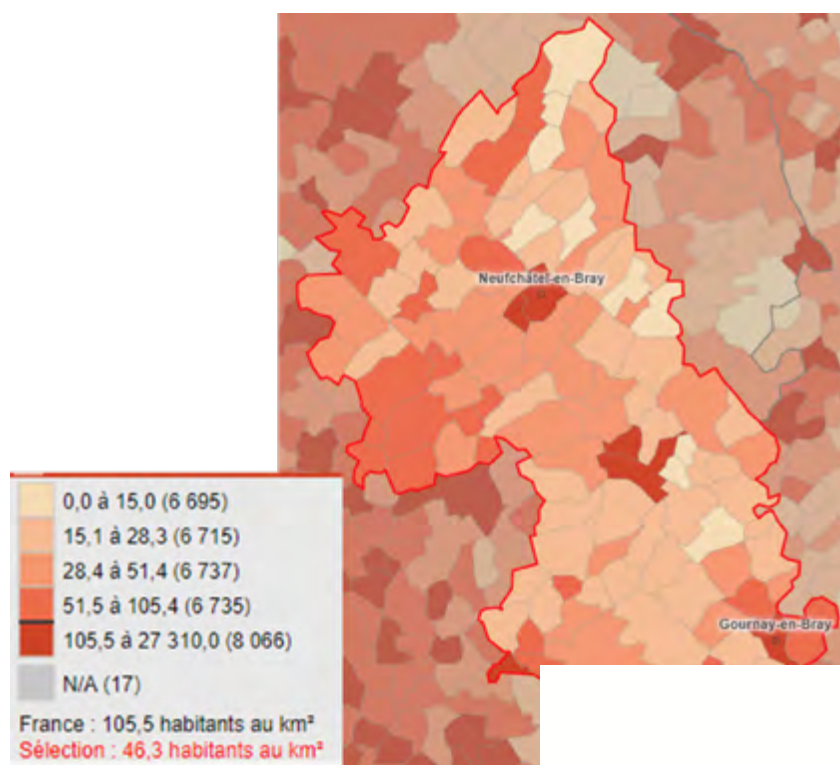 Neufchâtel-en-Bray
0,0 à 15,0 (6 695)
15,1 à 28,3 (6 715)
28,4 à 51,4 (6 737)
51,5 à 105,4 (6 735)
105,5 à 27 310,0 (8 066)
N/A (17)
Gournay-en-Bray
France : 105,5 habitants au km²
Sélection : 46,3 habitants au km²